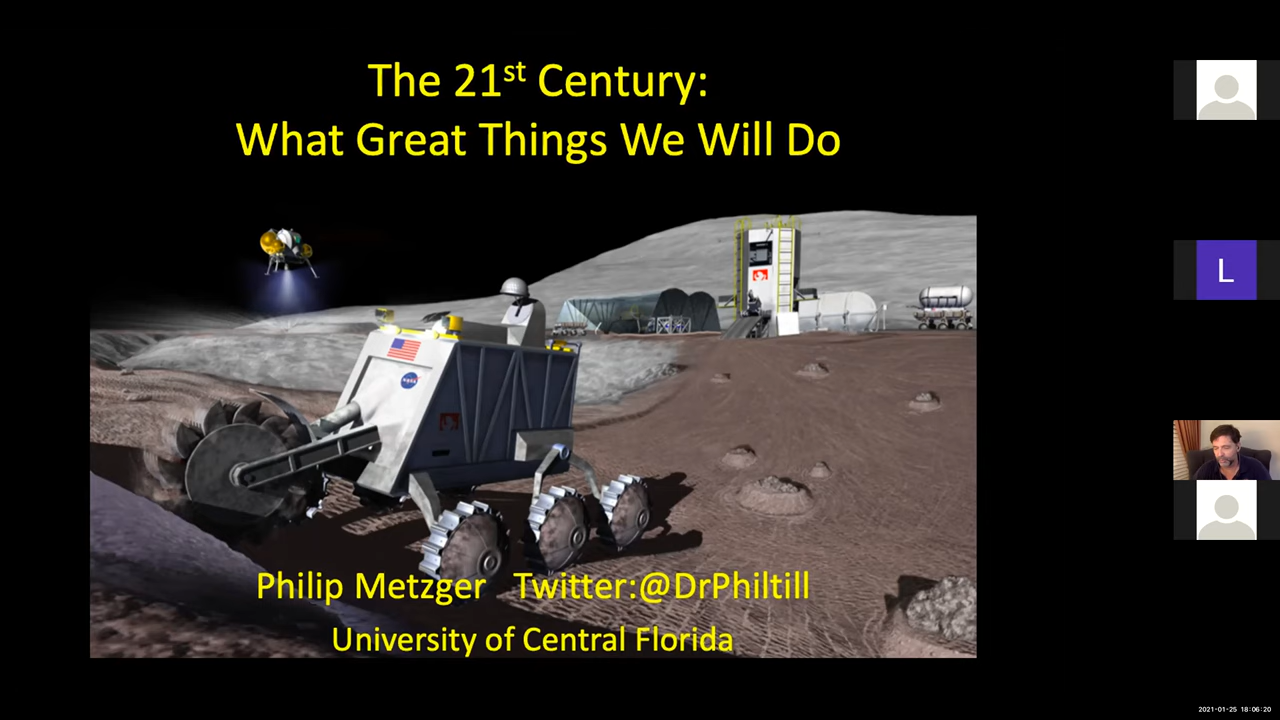 The 21st Century:
What Great Things We Will Do
L
NASA
Philip Metzger Twitter:@DrPhiltill
University of Central Florida
2021-01-25 18:06:20